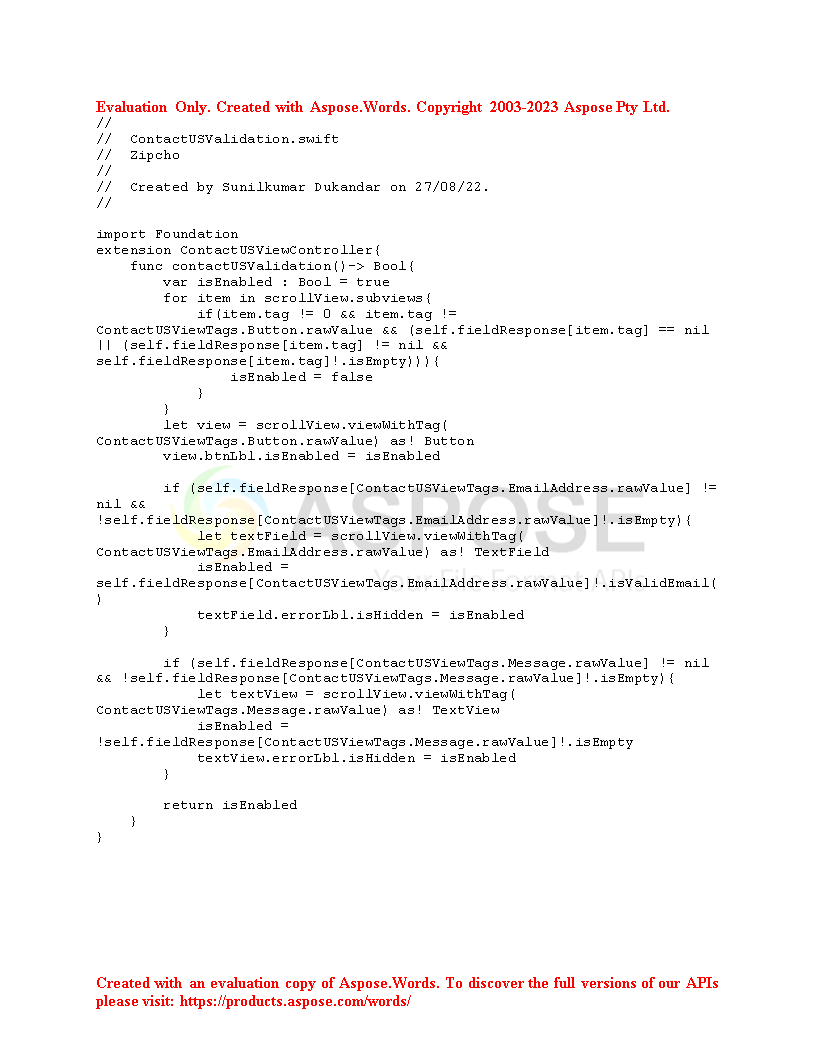 Evaluation Only. Created with Aspose.Words. Copyright 2003-2023 Aspose Pty Ltd.
//
//  ContactUSValidation.swift
//  Zipcho
//
//  Created by Sunilkumar Dukandar on 27/08/22.
//

import Foundation
extension ContactUSViewController{
    func contactUSValidation()-> Bool{
        var isEnabled : Bool = true
        for item in scrollView.subviews{
            if(item.tag != 0 && item.tag !=
ContactUSViewTags.Button.rawValue && (self.fieldResponse[item.tag] == nil
|| (self.fieldResponse[item.tag] != nil &&
self.fieldResponse[item.tag]!.isEmpty))){
                isEnabled = false
            }
        }
        let view = scrollView.viewWithTag(
ContactUSViewTags.Button.rawValue) as! Button
        view.btnLbl.isEnabled = isEnabled

        if (self.fieldResponse[ContactUSViewTags.EmailAddress.rawValue] !=
nil &&
!self.fieldResponse[ContactUSViewTags.EmailAddress.rawValue]!.isEmpty){
            let textField = scrollView.viewWithTag(
ContactUSViewTags.EmailAddress.rawValue) as! TextField
            isEnabled =
self.fieldResponse[ContactUSViewTags.EmailAddress.rawValue]!.isValidEmail(
)
            textField.errorLbl.isHidden = isEnabled
        }

        if (self.fieldResponse[ContactUSViewTags.Message.rawValue] != nil
&& !self.fieldResponse[ContactUSViewTags.Message.rawValue]!.isEmpty){
            let textView = scrollView.viewWithTag(
ContactUSViewTags.Message.rawValue) as! TextView
            isEnabled =
!self.fieldResponse[ContactUSViewTags.Message.rawValue]!.isEmpty
            textView.errorLbl.isHidden = isEnabled
        }

        return isEnabled
    }
}
ASPOSE
Your File Format APIs
Created with an evaluation copy of Aspose.Words. To discover the full versions of our APIs
please visit: https://products.aspose.com/words/